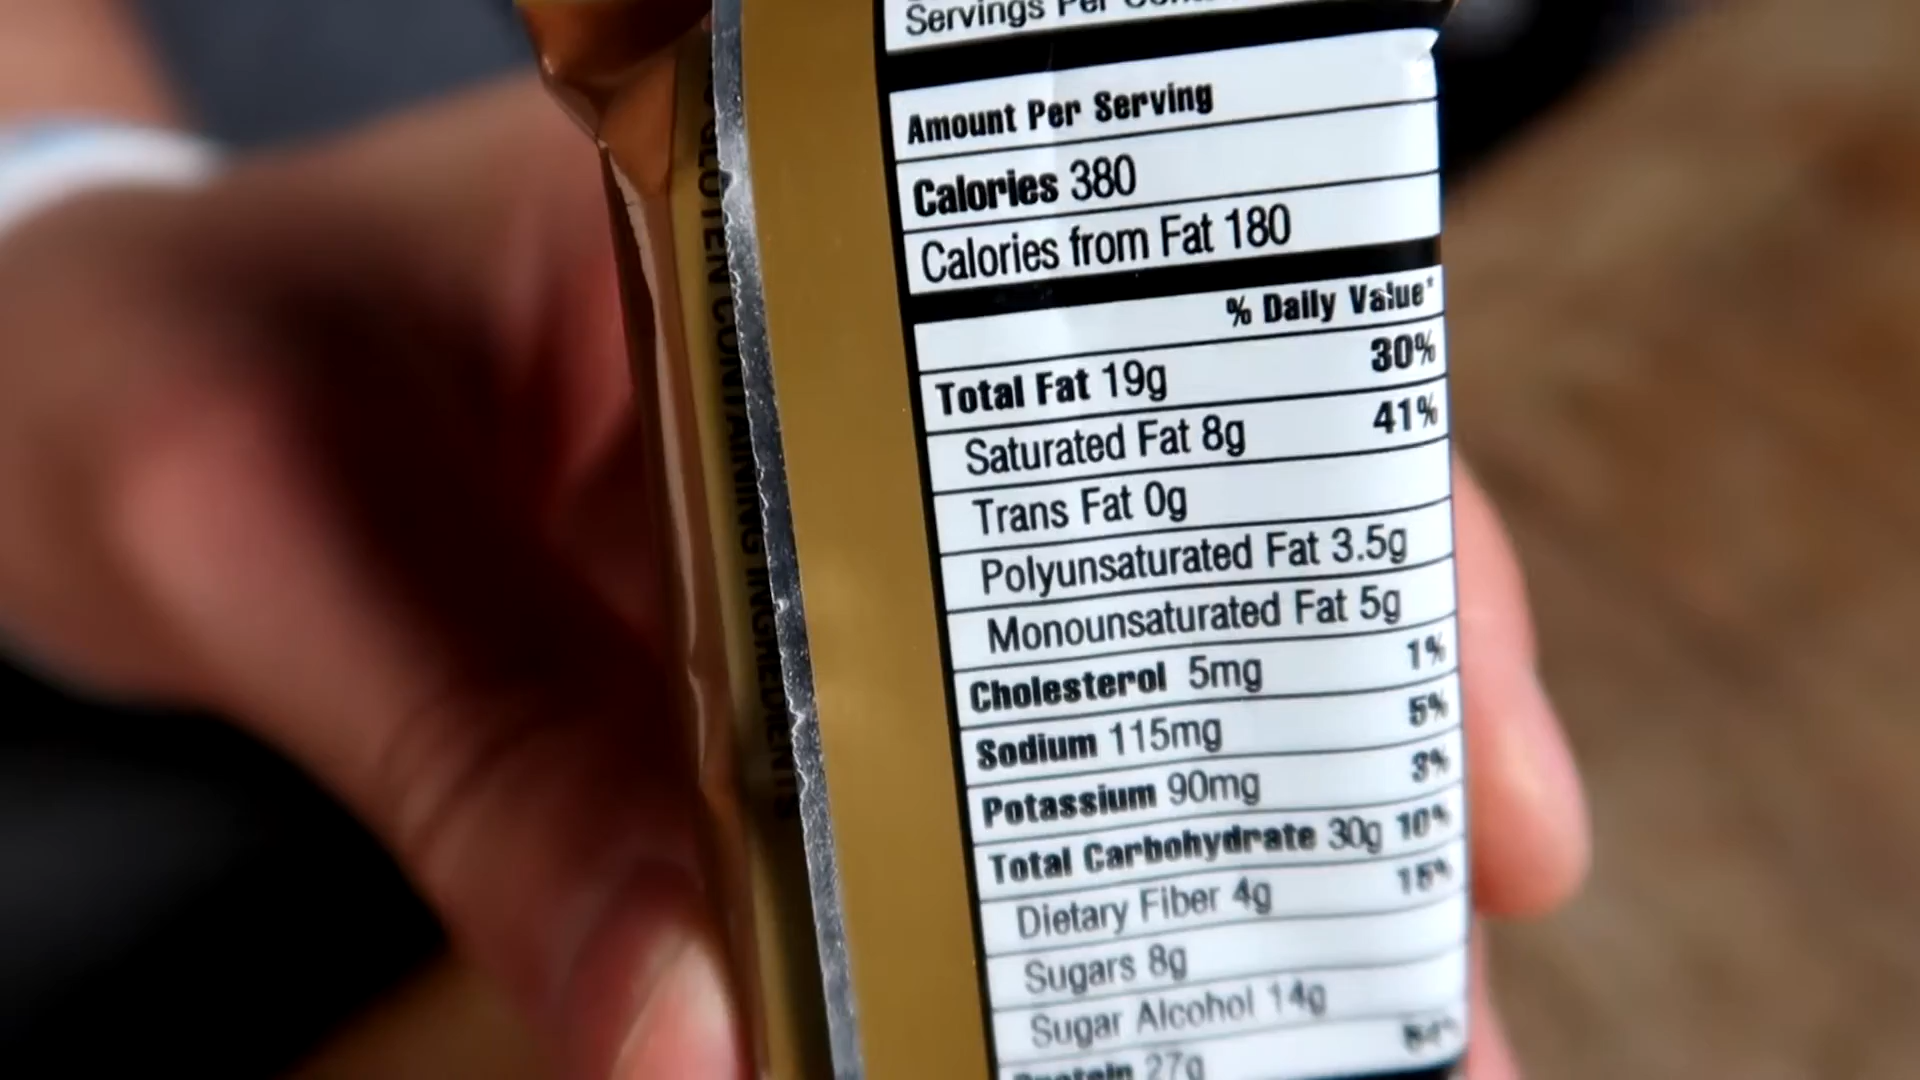 Servings Per
Amount Per Serving
Calories 380
Calories from Fat 180
% Daily Value*
Total Fat 19g 30%
Saturated Fat 8g 41%
Trans Fat 0g
Polyunsaturated Fat 3.5g
Monounsaturated Fat 5g
Cholesterol 5mg 1%
Sodium 115mg 5%
Potassium 90mg 3%
Total Carbohydrate 30g 10%
Dietary Fiber 4g 15%
Sugars 8g
Sugar Alcohol 14g
Protein 27g
GLUTEN CONTAINING INGREDIENTS